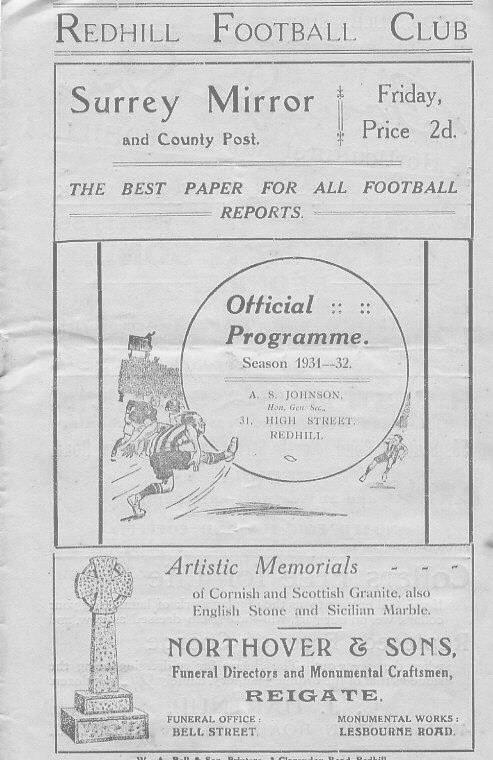 REDHILL FOOTBALL CLUB
Surrey Mirror
and County Post.
Friday,
Price 2d.
THE BEST PAPER FOR ALL FOOTBALL
REPORTS.
Official :: ::
Programme.
Season 1931—32.
A. S. JOHNSON,
Hon. Gen. Sec.,
31, HIGH STREET,
REDHILL
Artistic Memorials - - -
of Cornish and Scottish Granite, also
English Stone and Sicilian Marble.
NORTHOVER & SONS,
Funeral Directors and Monumental Craftsmen,
REIGATE.
FUNERAL OFFICE:
BELL STREET.
MONUMENTAL WORKS:
LESBOURNE ROAD.
W. A. Bell & Son, Printers, Clarendon Road, Redhill